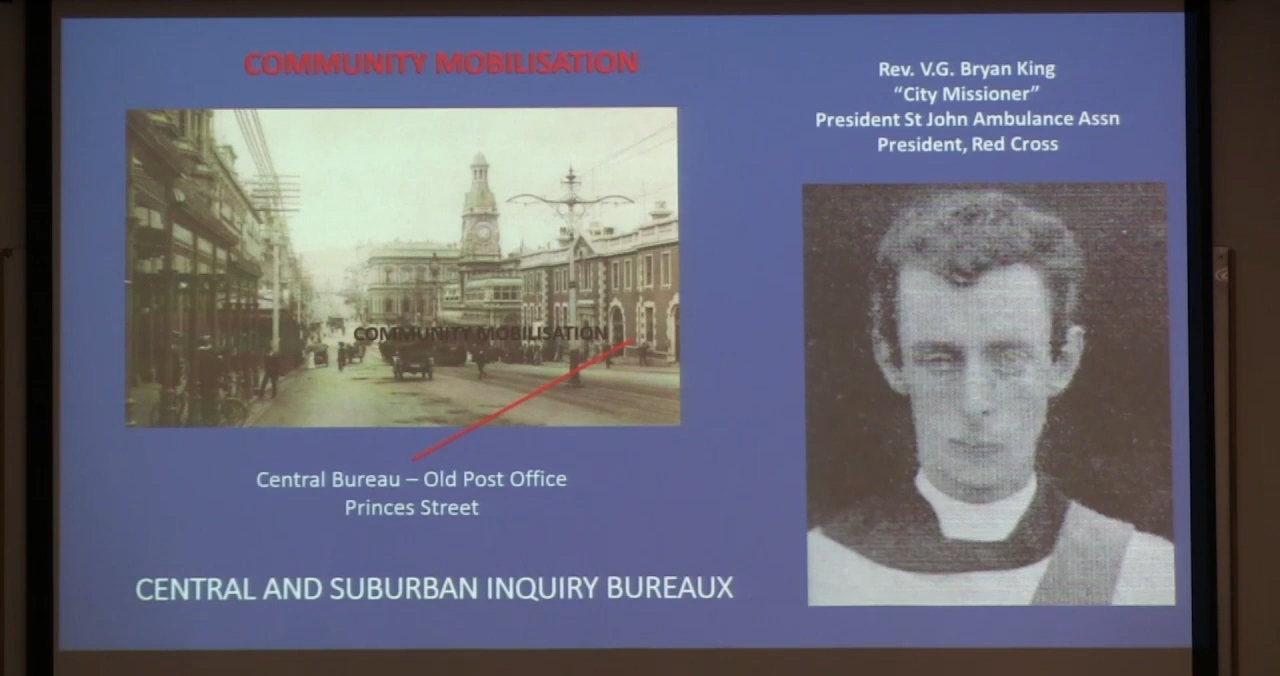 COMMUNITY MOBILISATION
Rev. V.G. Bryan King
“City Missioner”
President St John Ambulance Assn
President, Red Cross
COMMUNITY MOBILISATION
Central Bureau – Old Post Office
Princes Street
CENTRAL AND SUBURBAN INQUIRY BUREAUX